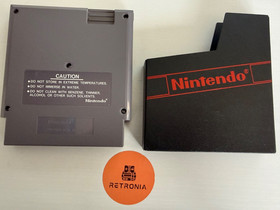 CAUTION
●DO NOT STORE IN EXTREME TEMPERATURES.
●DO NOT IMMERSE IN WATER.
●DO NOT CLEAN WITH BENZENE, THINNER,
ALCOHOL OR OTHER SUCH SOLVENTS.
Nintendo®
Nintendo®
RETRONIA